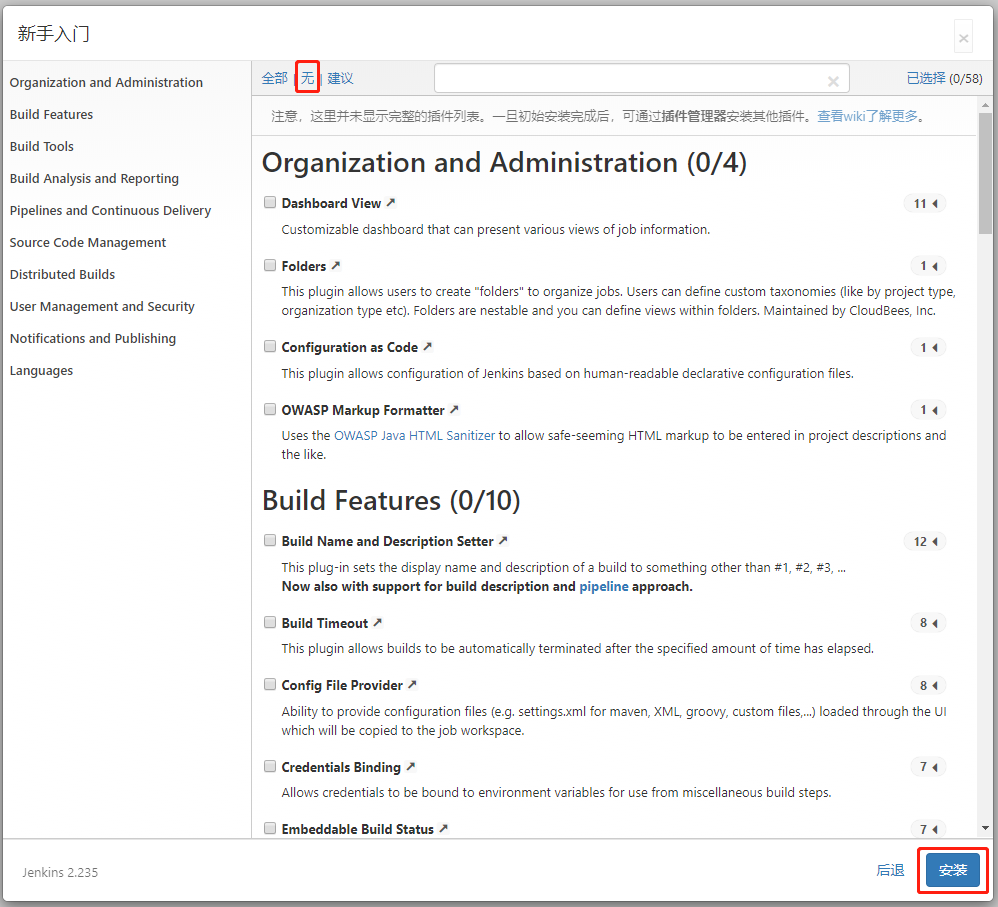 新手入门
×
全部 | 无 | 建议
×
已选择 (0/58)
Organization and Administration
Build Features
Build Tools
Build Analysis and Reporting
Pipelines and Continuous Delivery
Source Code Management
Distributed Builds
User Management and Security
Notifications and Publishing
Languages
注意，这里并未显示完整的插件列表。一旦初始安装完成后，可通过插件管理器安装其他插件。查看wiki了解更多。
Organization and Administration (0/4)
Dashboard View 11
Customizable dashboard that can present various views of job information.
Folders 1
This plugin allows users to create "folders" to organize jobs. Users can define custom taxonomies (like by project type,
organization type etc). Folders are nestable and you can define views within folders. Maintained by CloudBees, Inc.
Configuration as Code 1
This plugin allows configuration of Jenkins based on human-readable declarative configuration files.
OWASP Markup Formatter 1
Uses the OWASP Java HTML Sanitizer to allow safe-seeming HTML markup to be entered in project descriptions and
the like.
Build Features (0/10)
Build Name and Description Setter 12
This plug-in sets the display name and description of a build to something other than #1, #2, #3, ...
Now also with support for build description and pipeline approach.
Build Timeout 8
This plugin allows builds to be automatically terminated after the specified amount of time has elapsed.
Config File Provider 8
Ability to provide configuration files (e.g. settings.xml for maven, XML, groovy, custom files,...) loaded through the UI
which will be copied to the job workspace.
Credentials Binding 7
Allows credentials to be bound to environment variables for use from miscellaneous build steps.
Embeddable Build Status 7
Jenkins 2.235
后退
安装